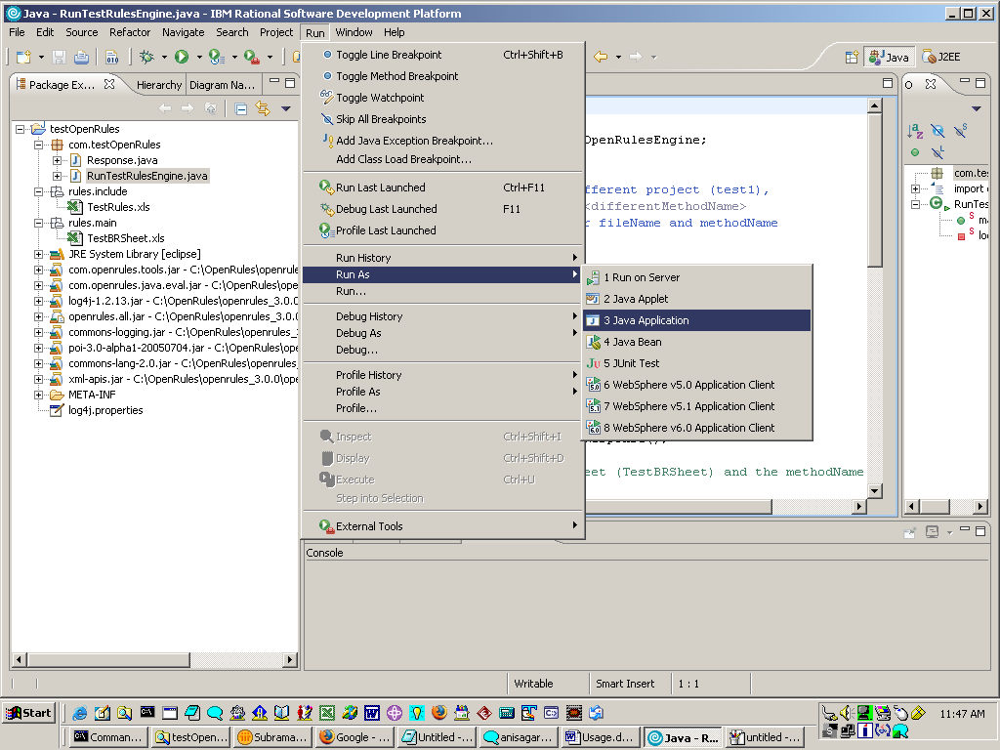 Java - RunTestRulesEngine.java - IBM Rational Software Development Platform
File Edit Source Refactor Navigate Search Project Run Window Help
Java J2EE
Package Ex... Hierarchy Diagram Na...
testOpenRules
com.testOpenRules
Response.java
RunTestRulesEngine.java
rules.include
TestRules.xls
rules.main
TestBRSheet.xls
JRE System Library [eclipse]
com.openrules.tools.jar - C:\OpenRules\openrule
com.openrules.java.eval.jar - C:\OpenRules\openr
log4j-1.2.13.jar - C:\OpenRules\openrules_3.0.0
openrules.all.jar - C:\OpenRules\openrules_3.0.0
commons-logging.jar - C:\OpenRules\openrules_3.
poi-3.0-alpha1-20050704.jar - C:\OpenRules\open
commons-lang-2.0.jar - C:\OpenRules\openrules_
xml-apis.jar - C:\OpenRules\openrules_3.0.0\ope
META-INF
log4j.properties
Toggle Line Breakpoint Ctrl+Shift+B
Toggle Method Breakpoint
Toggle Watchpoint
Skip All Breakpoints
Add Java Exception Breakpoint...
Add Class Load Breakpoint...
Run Last Launched Ctrl+F11
Debug Last Launched F11
Profile Last Launched
Run History
Run As
Run...
Debug History
Debug As
Debug...
Profile History
Profile As
Profile...
Inspect Ctrl+Shift+I
Display Ctrl+Shift+D
Execute Ctrl+U
Step into Selection
External Tools
1 Run on Server
2 Java Applet
3 Java Application
4 Java Bean
5 JUnit Test
6 WebSphere v5.0 Application Client
7 WebSphere v5.1 Application Client
8 WebSphere v6.0 Application Client
OpenRulesEngine;
fferent project (test1),
<differentMethodName>
r fileName and methodName
eet (TestBRSheet) and the methodName
O
com.tes
import
RunTes
m
loc
Console
Writable Smart Insert 1 : 1
Start
11:47 AM
Comman... testOpen... Subrama... Google - ... Untitled -... anisagar... Usage.d... Java - R... untitled -...